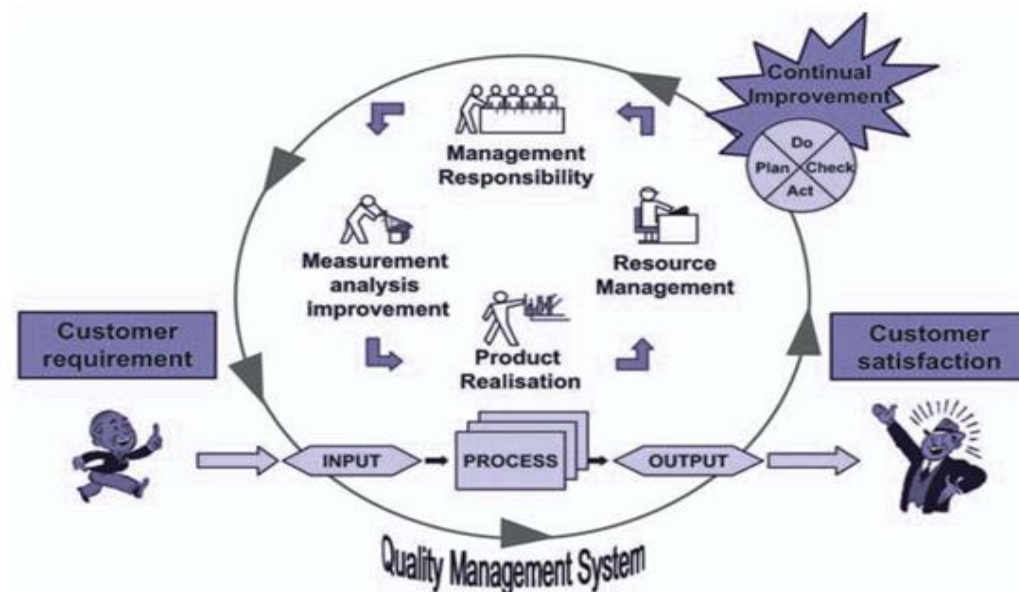 Continual
Improvement
Do
Plan
Check
Act
Management
Responsibility
Measurement
analysis
improvement
Resource
Management
Product
Realisation
Customer
requirement
Customer
satisfaction
INPUT
PROCESS
OUTPUT
Quality Management System